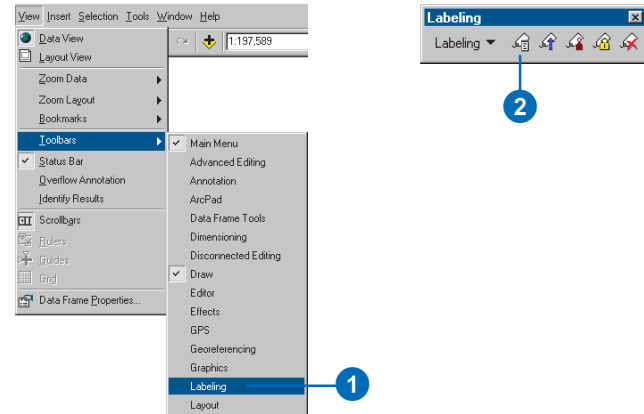 View Insert Selection Tools Window Help
1:197,589
Data View
Layout View
Zoom Data
Zoom Layout
Bookmarks
Toolbars
Status Bar
Overflow Annotation
Identify Results
Scrollbars
Rulers
Guides
Grid
Data Frame Properties...
Main Menu
Advanced Editing
Annotation
ArcPad
Data Frame Tools
Dimensioning
Disconnected Editing
Draw
Editor
Effects
GPS
Georeferencing
Graphics
Labeling
Layout
1
Labeling
Labeling
2